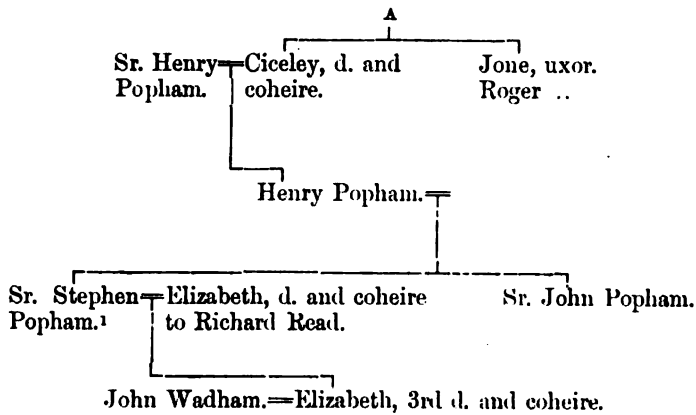 A
Sr. Henry=Ciceley, d. and Jone, uxor.
Popham. coheire. Roger ..
Henry Popham.=
Sr. Stephen=Elizabeth, d. and coheire Sr. John Popham.
Popham.¹ to Richard Read.
John Wadham.=Elizabeth, 3rd d. and coheire.